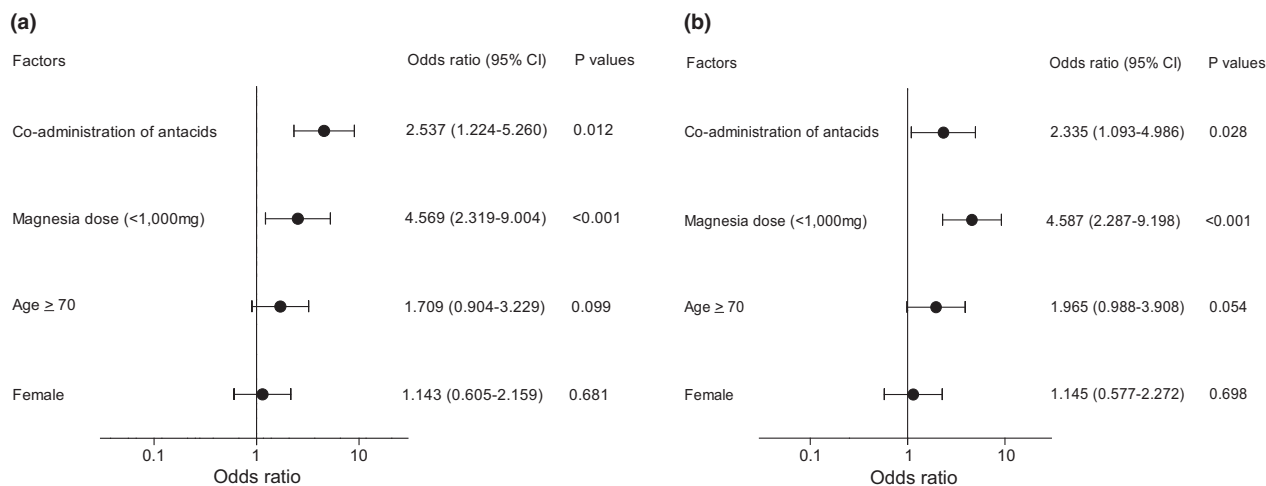 (a)
Factors Odds ratio (95% CI) P values
Co-administration of antacids 2.537 (1.224-5.260) 0.012
Magnesia dose (<1,000mg) 4.569 (2.319-9.004) <0.001
Age ≥ 70 1.709 (0.904-3.229) 0.099
Female 1.143 (0.605-2.159) 0.681
0.1 1 10
Odds ratio
(b)
Factors Odds ratio (95% CI) P values
Co-administration of antacids 2.335 (1.093-4.986) 0.028
Magnesia dose (<1,000mg) 4.587 (2.287-9.198) <0.001
Age ≥ 70 1.965 (0.988-3.908) 0.054
Female 1.145 (0.577-2.272) 0.698
0.1 1 10
Odds ratio